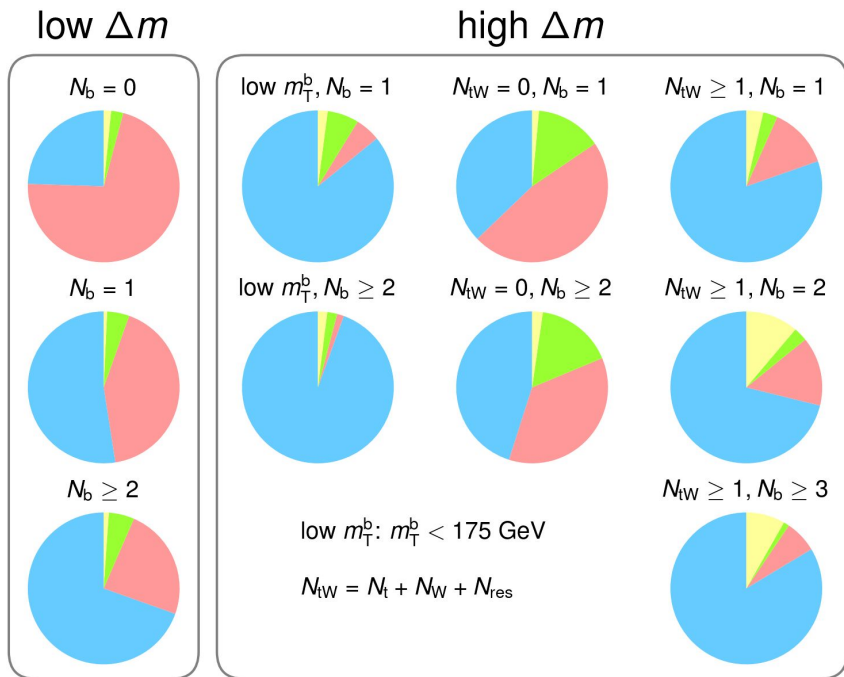 low Δm
high Δm
N_b = 0
low m_T^b, N_b = 1
N_tW = 0, N_b = 1
N_tW ≥ 1, N_b = 1
N_b = 1
low m_T^b, N_b ≥ 2
N_tW = 0, N_b ≥ 2
N_tW ≥ 1, N_b = 2
N_b ≥ 2
N_tW ≥ 1, N_b ≥ 3
low m_T^b: m_T^b < 175 GeV
N_tW = N_t + N_W + N_res